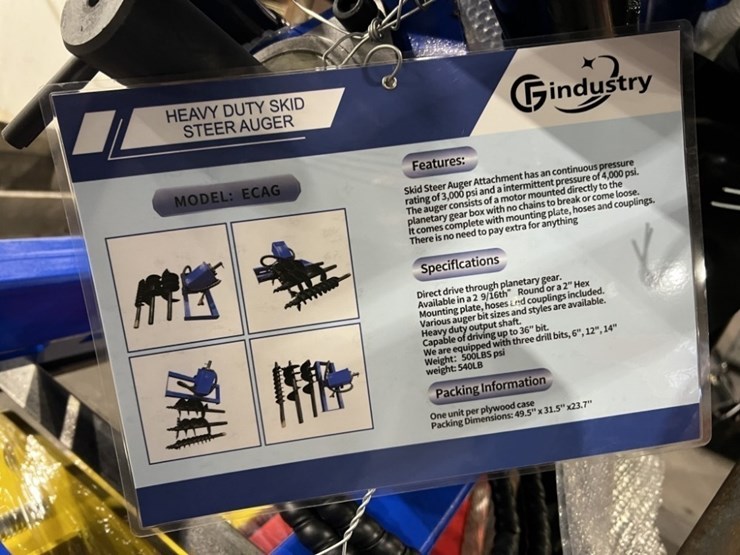 HEAVY DUTY SKID
STEER AUGER
Gindustry
MODEL: ECAG
Features:
Skid Steer Auger Attachment has an continuous pressure
rating of 3,000 psi and a intermittent pressure of 4,000 psi.
The auger consists of a motor mounted directly to the
planetary gear box with no chains to break or come loose.
It comes complete with mounting plate, hoses and couplings.
There is no need to pay extra for anything
Speciflcations
Direct drive through planetary gear.
Available in a 2 9/16th" Round or a 2" Hex
Mounting plate, hoses and couplings included.
Various auger bit sizes and styles are available.
Heavy duty output shaft.
Capable of driving up to 36" bit.
We are equipped with three drill bits, 6", 12", 14"
Weight: 500LBS psi
weight: 540LB
Packing Information
One unit per plywood case
Packing Dimensions: 49.5" x 31.5" x23.7"